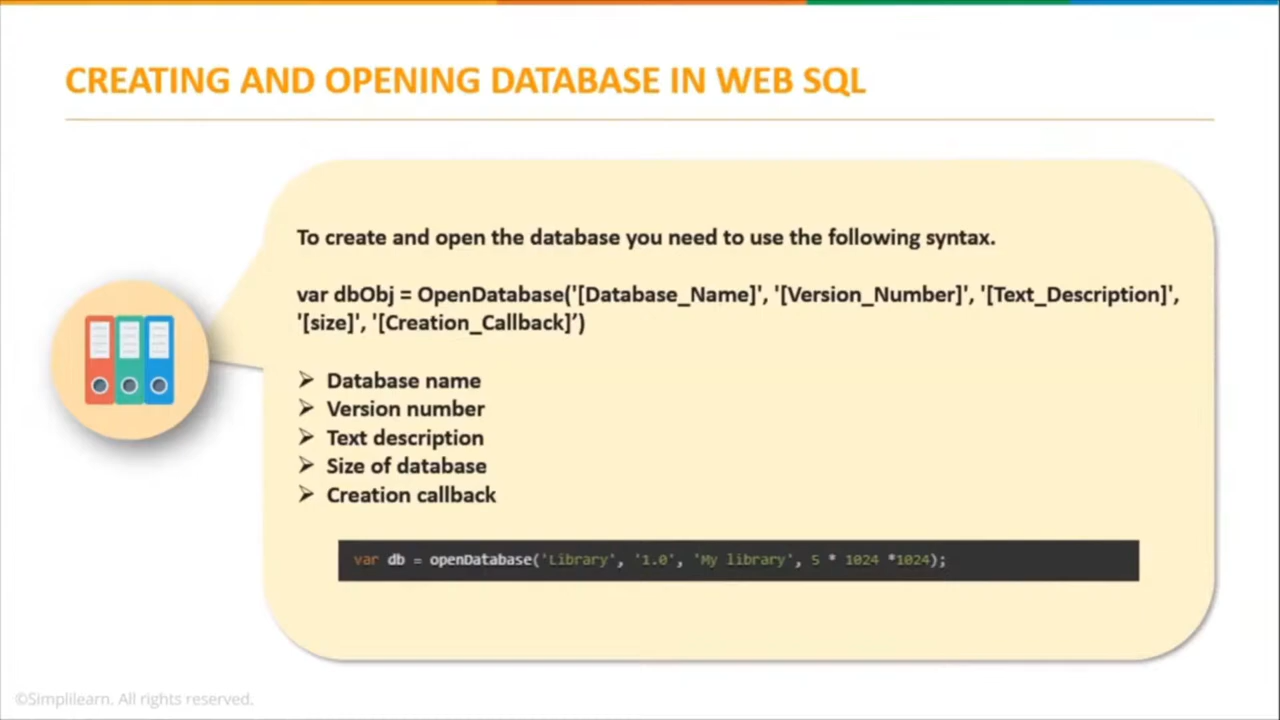 CREATING AND OPENING DATABASE IN WEB SQL
To create and open the database you need to use the following syntax.
var dbObj = OpenDatabase('[Database_Name]', '[Version_Number]', '[Text_Description]',
'[size]', '[Creation_Callback]’)
➢ Database name
➢ Version number
➢ Text description
➢ Size of database
➢ Creation callback
var db = openDatabase('Library', '1.0', 'My library', 5 * 1024 *1024);
©Simplilearn. All rights reserved.